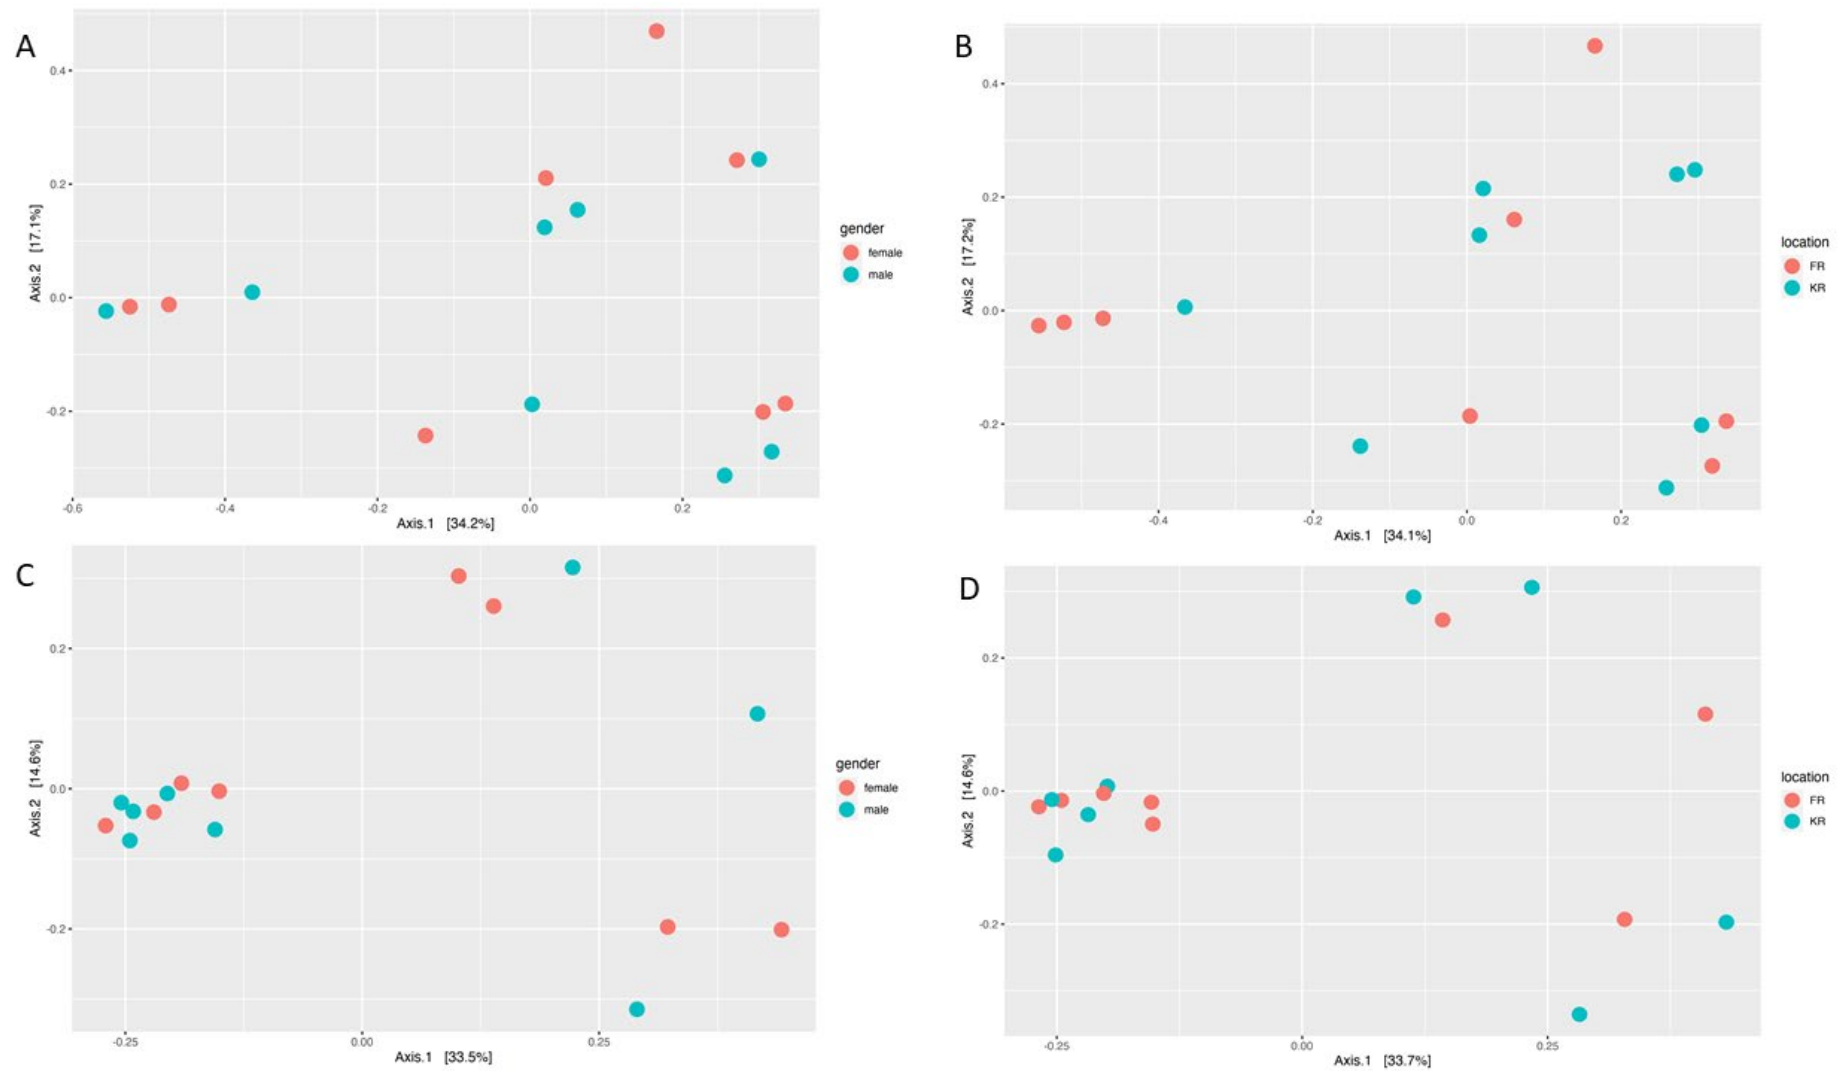 A
0.4
0.2
0.0
-0.2
Axis.2 [17.1%]
-0.6 -0.4 -0.2 0.0 0.2
Axis.1 [34.2%]
gender
female
male
B
0.4
0.2
0.0
-0.2
Axis.2 [17.2%]
-0.4 -0.2 0.0 0.2
Axis.1 [34.1%]
location
FR
KR
C
0.2
0.0
-0.2
Axis.2 [14.6%]
-0.25 0.00 0.25
Axis.1 [33.5%]
gender
female
male
D
0.2
0.0
-0.2
Axis.2 [14.6%]
-0.25 0.00 0.25
Axis.1 [33.7%]
location
FR
KR